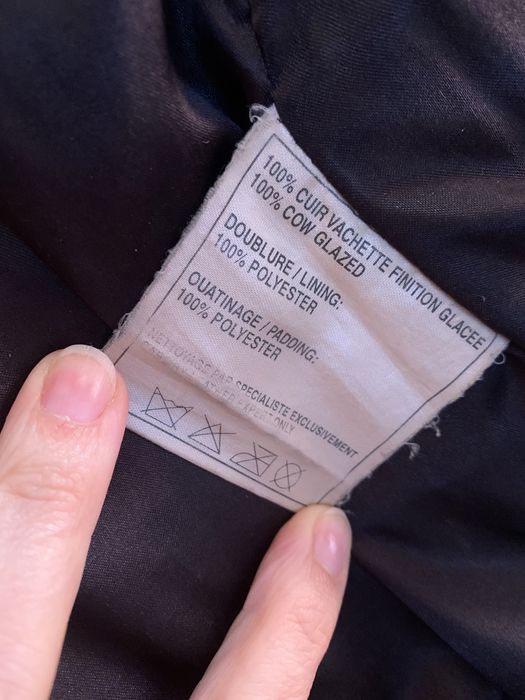 100% CUIR VACHETTE FINITION GLACEE
100% COW GLAZED
DOUBLURE / LINING:
100% POLYESTER
OUATINAGE / PADDING:
100% POLYESTER
NETTOYAGE PAR SPECIALISTE EXCLUSIVEMENT
LEATHER EXPERT ONLY